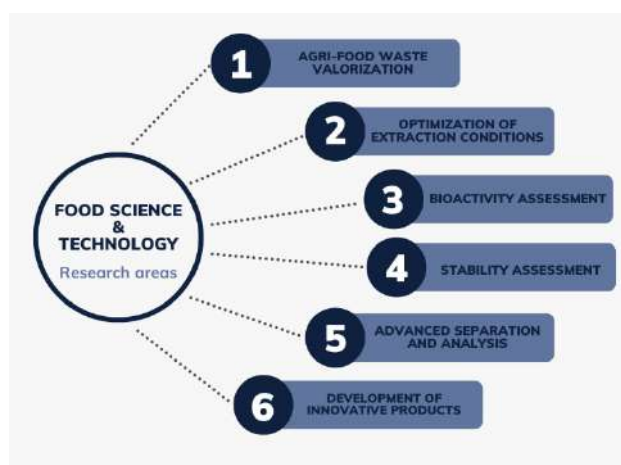 FOOD SCIENCE
&
TECHNOLOGY
Research areas
1
AGRI-FOOD WASTE
VALORIZATION
2
OPTIMIZATION OF
EXTRACTION CONDITIONS
3
BIOACTIVITY ASSESSMENT
4
STABILITY ASSESSMENT
5
ADVANCED SEPARATION
AND ANALYSIS
6
DEVELOPMENT OF
INNOVATIVE PRODUCTS